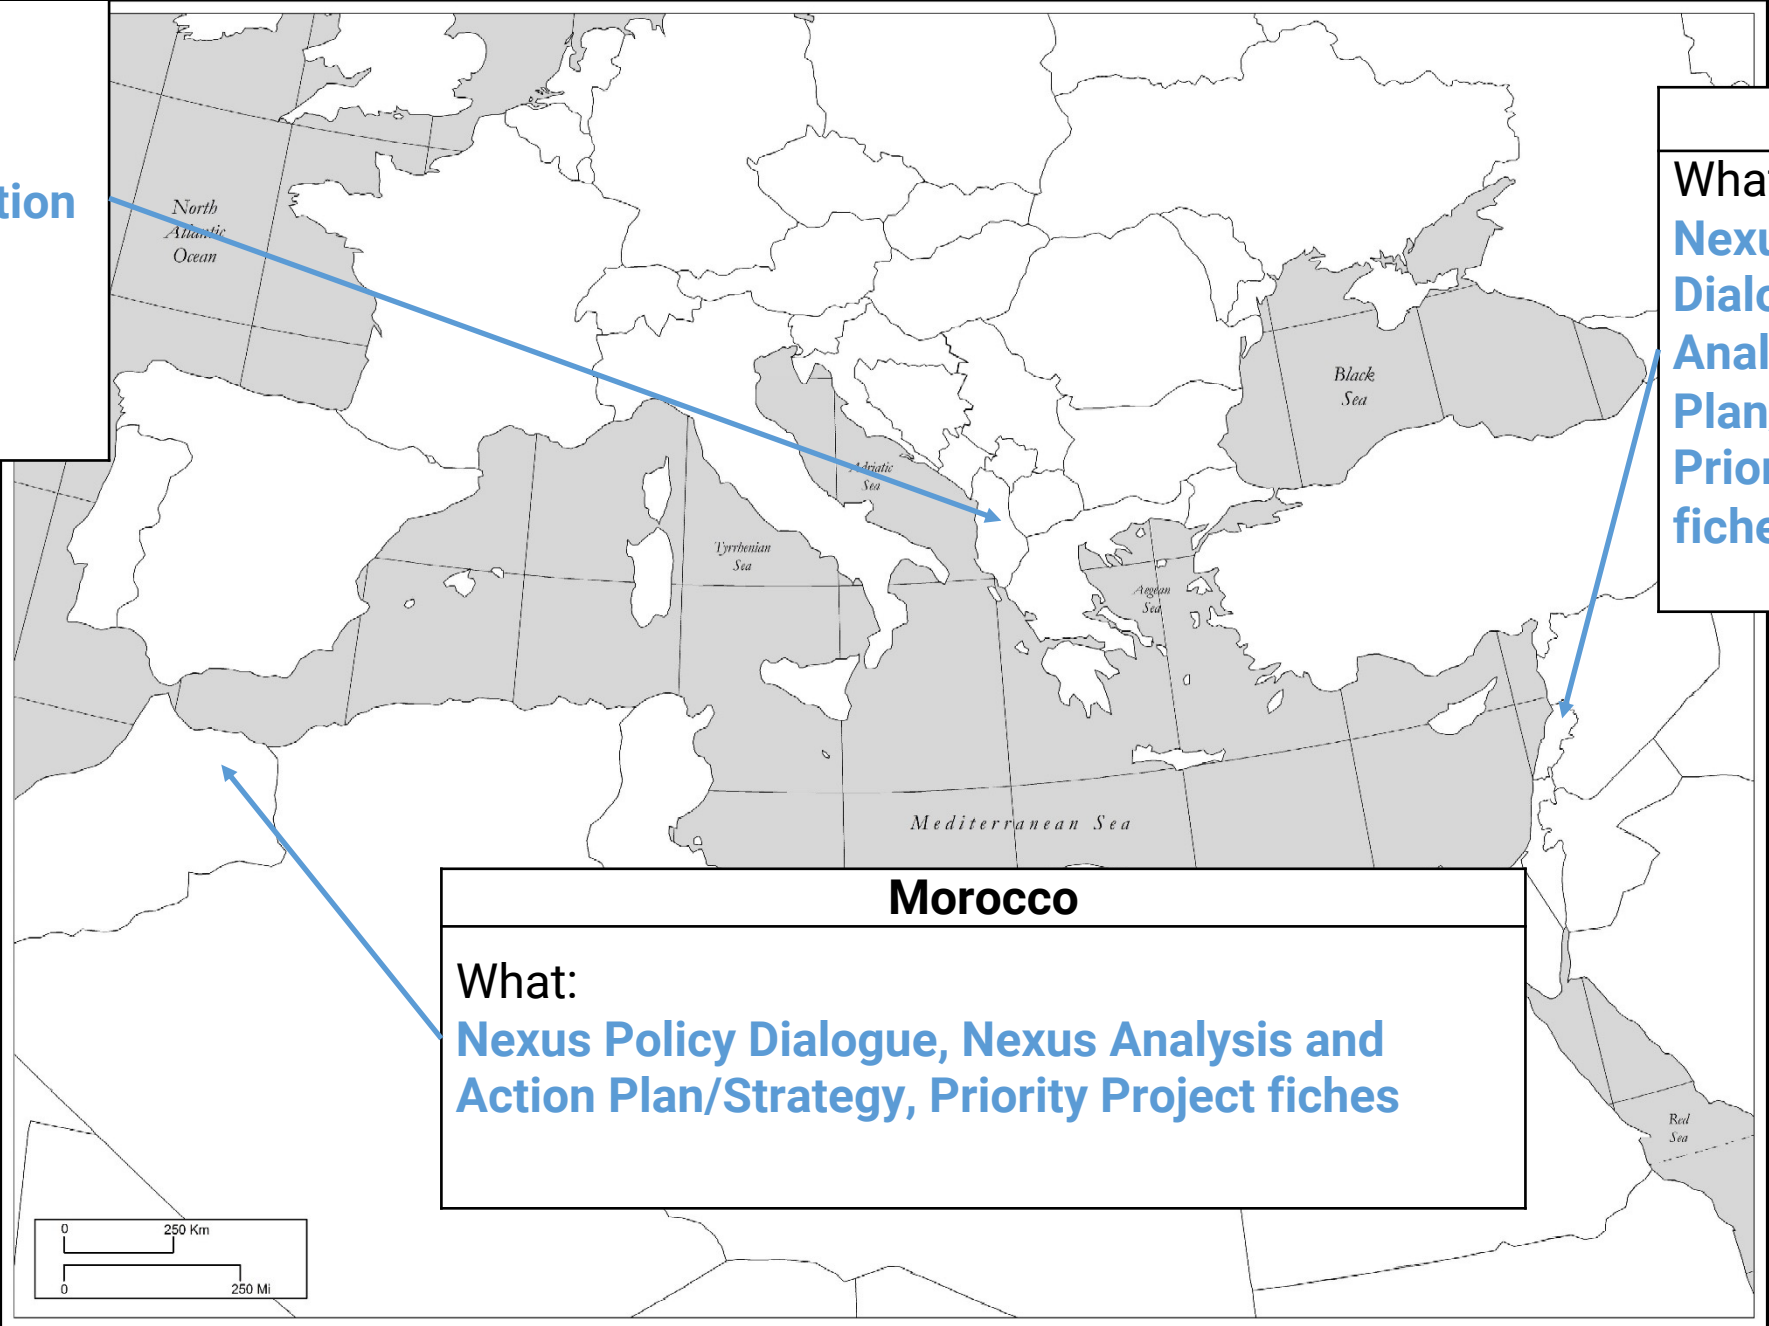 tion
North
Atlantic
Ocean
Black
Sea
Adriatic
Sea
Tyrrhenian
Sea
Aegean
Sea
Mediterranean Sea
Red
Sea
What
Nexu
Dialo
Anal
Plan
Prior
fiche
Morocco
What:
Nexus Policy Dialogue, Nexus Analysis and
Action Plan/Strategy, Priority Project fiches
0 250 Km
0 250 Mi